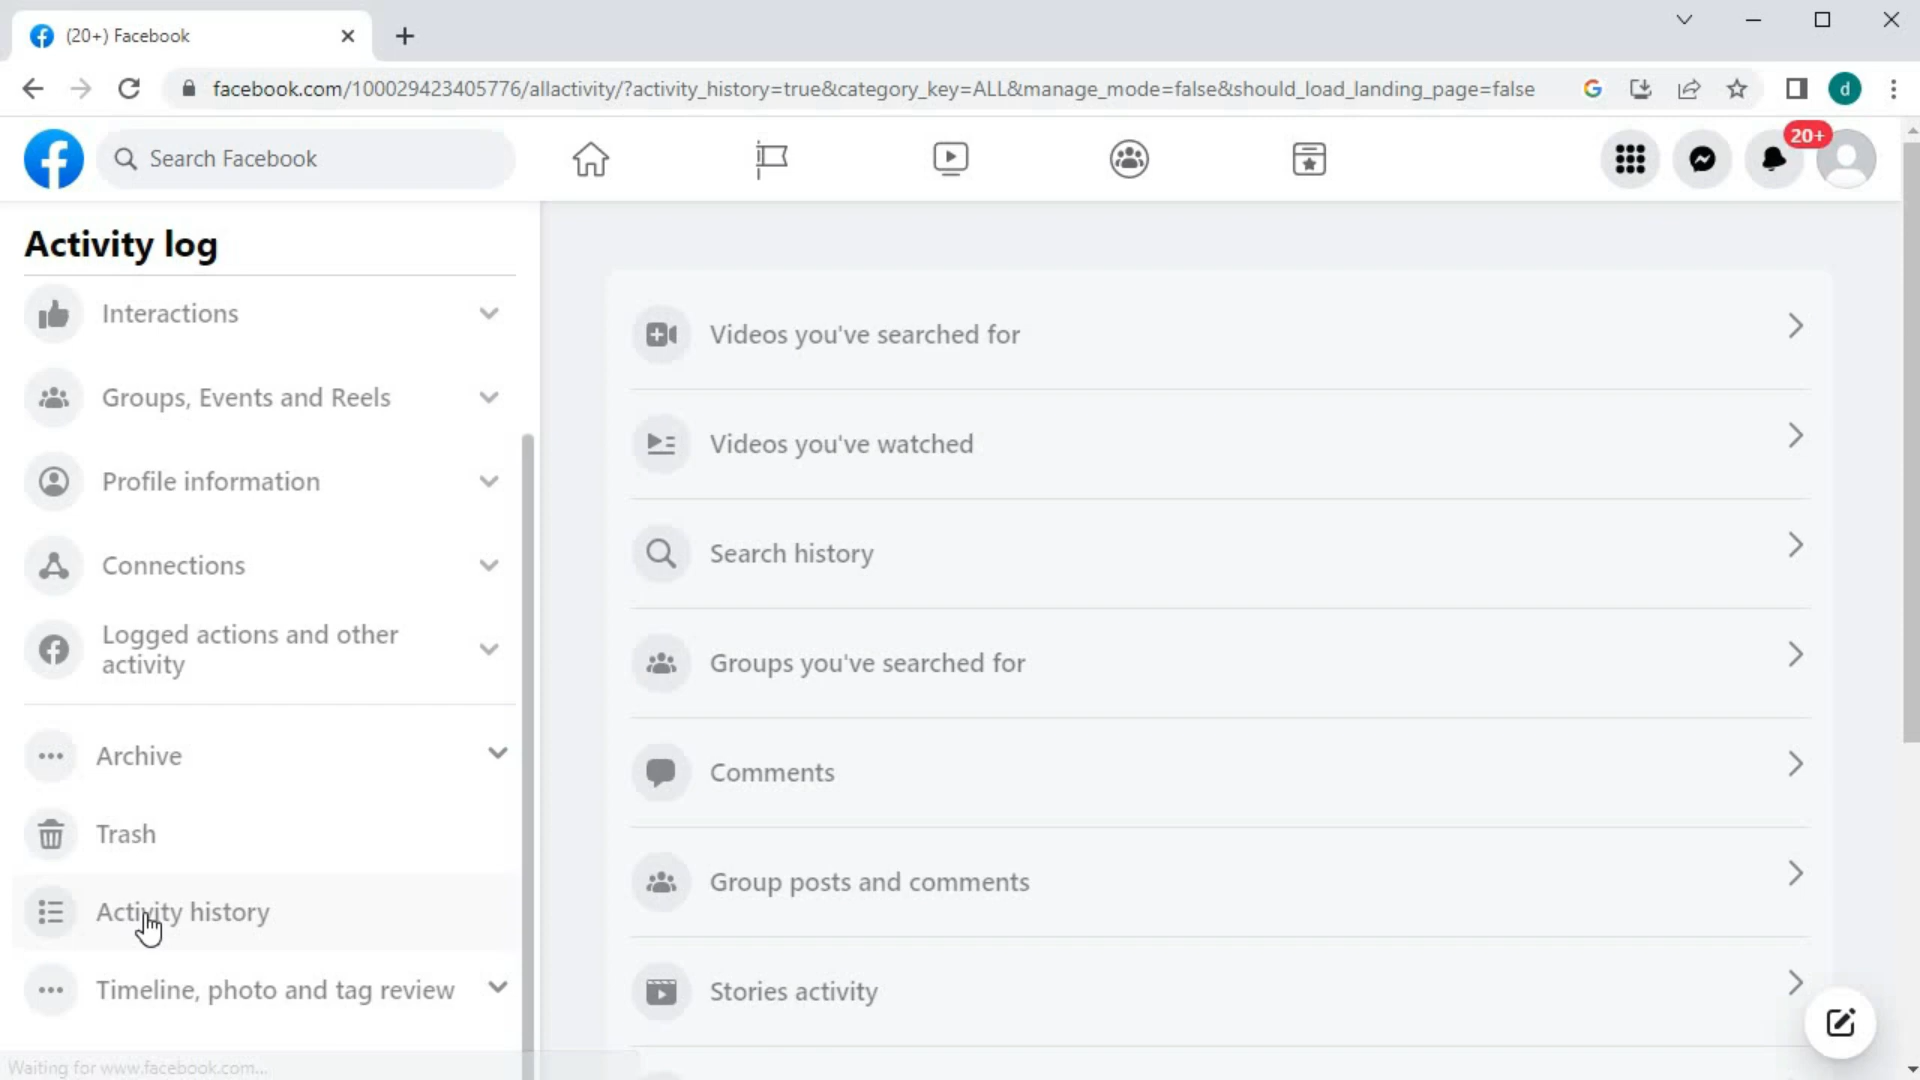 (20+) Facebook
facebook.com/100029423405776/allactivity/?activity_history=true&category_key=ALL&manage_mode=false&should_load_landing_page=false
d
Search Facebook
20+
Activity log
Interactions
Groups, Events and Reels
Profile information
Connections
Logged actions and other
activity
Archive
Trash
Activity history
Timeline, photo and tag review
Waiting for www.facebook.com...
Videos you've searched for
Videos you've watched
Search history
Groups you've searched for
Comments
Group posts and comments
Stories activity